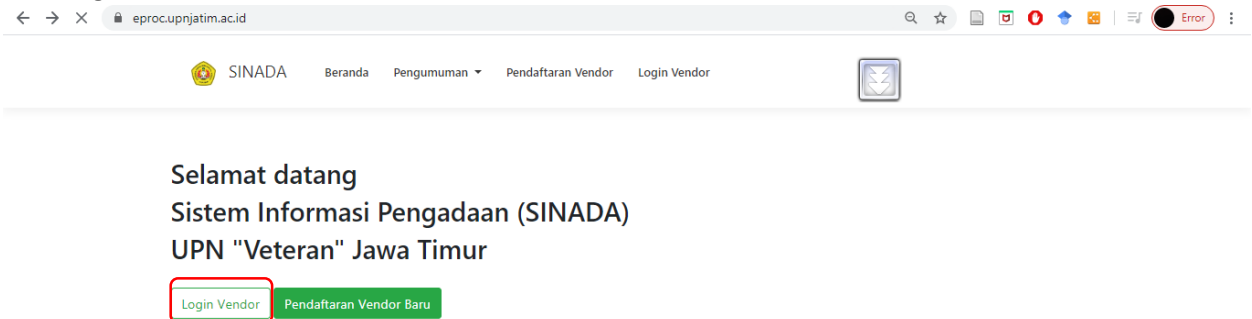 eproc.upnjatim.ac.id
Error
SINADA Beranda Pengumuman Pendaftaran Vendor Login Vendor
Selamat datang
Sistem Informasi Pengadaan (SINADA)
UPN "Veteran" Jawa Timur
Login Vendor Pendaftaran Vendor Baru